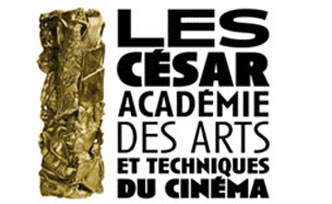 LES
CÉSAR
ACADÉMIE
DES ARTS
ET TECHNIQUES
DU CINÉMA